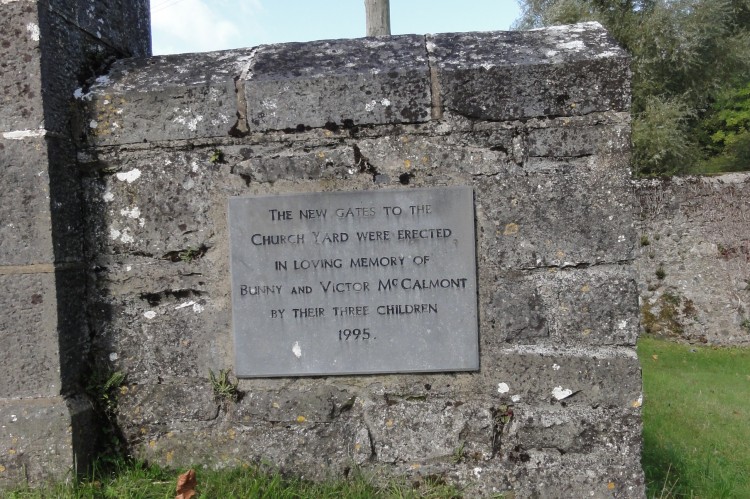 THE NEW GATES TO THE
CHURCH YARD WERE ERECTED
IN LOVING MEMORY OF
BUNNY AND VICTOR MCCALMONT
BY THEIR THREE CHILDREN
1995.